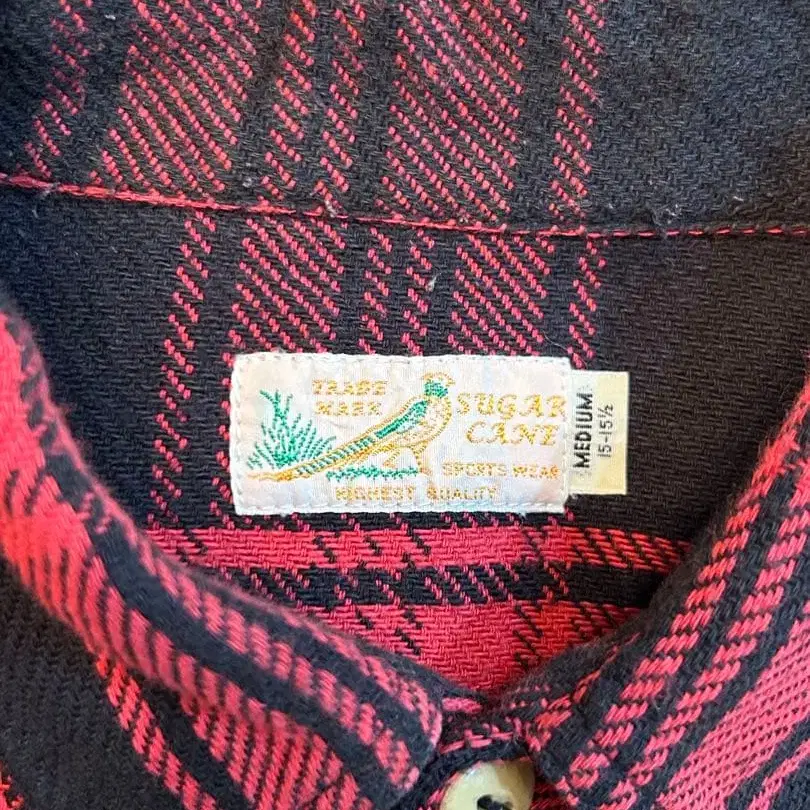 TRADE
MARK
SUGAR
CANE
SPORTS WEAR
HIGHEST QUALITY
MEDIUM
15-15½